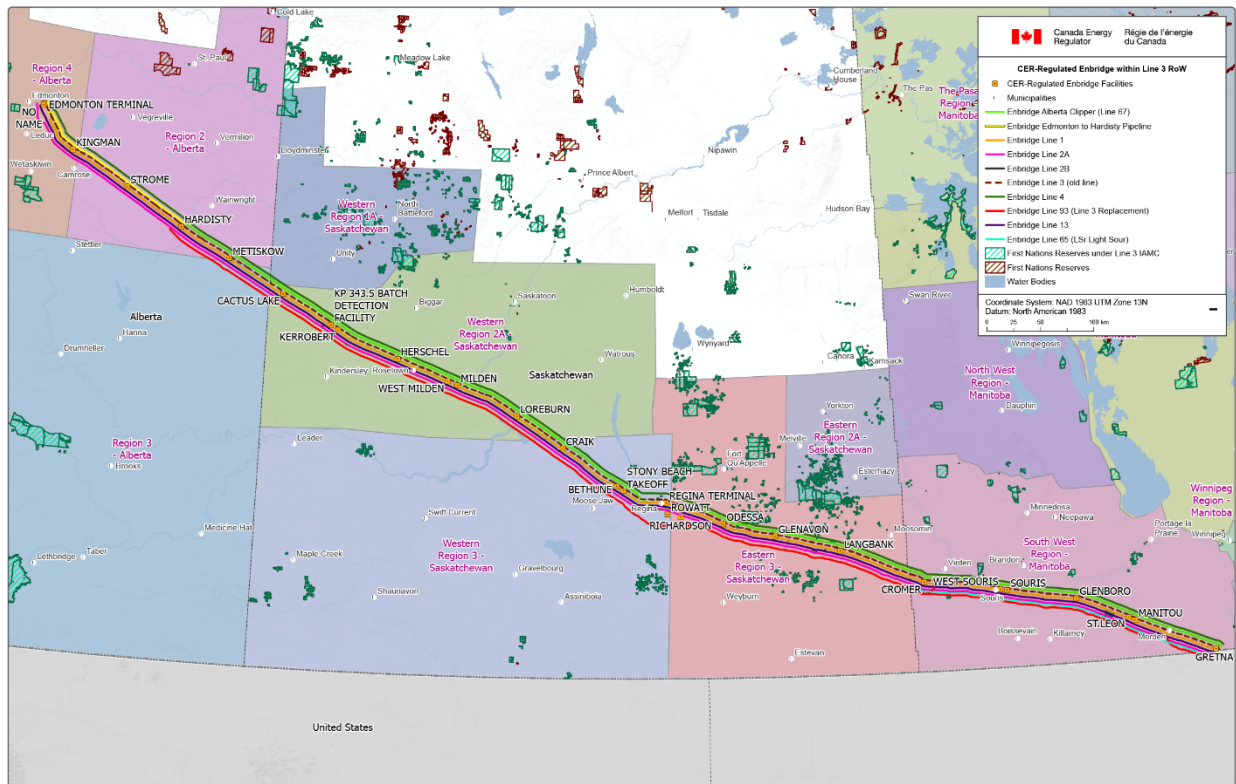 Canada Energy
Regulator
Régie de l'énergie
du Canada
CER-Regulated Enbridge within Line 3 RoW
CER-Regulated Enbridge Facilities
Municipalities
Enbridge Alberta Clipper (Line 67)
Enbridge Edmonton to Hardisty Pipeline
Enbridge Line 1
Enbridge Line 2A
Enbridge Line 2B
Enbridge Line 3 (old line)
Enbridge Line 4
Enbridge Line 93 (Line 3 Replacement)
Enbridge Line 13
Enbridge Line 65 (LSr Light Sour)
First Nations Reserves under Line 3 IAMC
First Nations Reserves
Water Bodies
Coordinate System: NAD 1983 UTM Zone 13N
Datum: North American 1983
0 25 50 100 km
Cold Lake
St. Paul
Meadow Lake
Cumberland
House
The Pas
The Pas
Region -
Manitoba
Region 4
- Alberta
Edmonton
EDMONTON TERMINAL
NO
NAME
Leduc
Vegreville
Region 2
- Alberta
Vermilion
Lloydminster
KINGMAN
Wetaskiwin
Camrose
STROME
Wainwright
HARDISTY
Nipawin
Prince Albert
Melfort
Tisdale
Hudson Bay
Western
Region 1A -
Saskatchewan
North
Battleford
Unity
Stettler
METISKOW
CACTUS LAKE
KP 343.5 BATCH
DETECTION
FACILITY
Biggar
Saskatoon
Humboldt
Swan River
Alberta
Hanna
Drumheller
KERROBERT
Western
Region 2A -
Saskatchewan
HERSCHEL
Watrous
Wynyard
Canora
Kamsack
Winnipegosis
Kindersley
Rosetown
WEST MILDEN
MILDEN
Saskatchewan
North West
Region -
Manitoba
Dauphin
LOREBURN
Yorkton
Region 3
- Alberta
Brooks
Leader
CRAIK
Eastern
Region 2A -
Saskatchewan
Melville
Fort
Qu'Appelle
Esterhazy
STONY BEACH
TAKEOFF
BETHUNE
Moose Jaw
REGINA TERMINAL
Regina
ROWATT
RICHARDSON
ODESSA
GLENAVON
LANGBANK
Moosomin
Winnipeg
Region -
Manitoba
Minnedosa
Neepawa
Portage la
Prairie
Winnipeg
Medicine Hat
Swift Current
Lethbridge
Taber
Maple Creek
Western
Region 3 -
Saskatchewan
Gravelbourg
Shaunavon
Assiniboia
Eastern
Region 3 -
Saskatchewan
Weyburn
Estevan
South West
Region -
Manitoba
Virden
Brandon
CROMER
WEST SOURIS
SOURIS
Souris
GLENBORO
Boissevain
Killarney
ST.LEON
MANITOU
Morden
GRETNA
United States